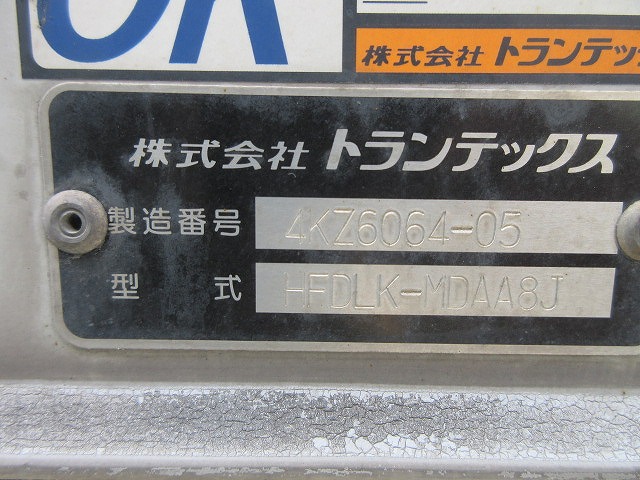 OK
株式会社 トランテックス
株式会社 トランテックス
製造番号 4KZ6064-05
型 式 HFDLK-MDAA8J